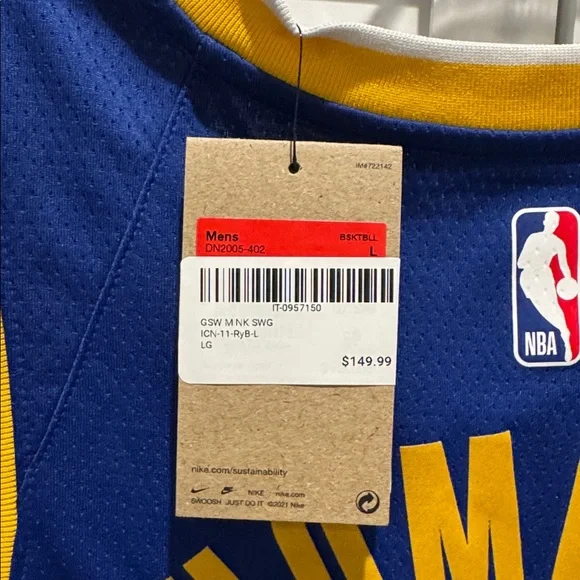 IM#722142
Mens BSKTBLL
DN2005-402 L
IT-0957150
GSW M NK SWG
ICN-11-RyB-L
LG
$149.99
NBA
nike.com/sustainability
NIKE nike.com
SWOOSH JUST DO IT ©2021 Nike